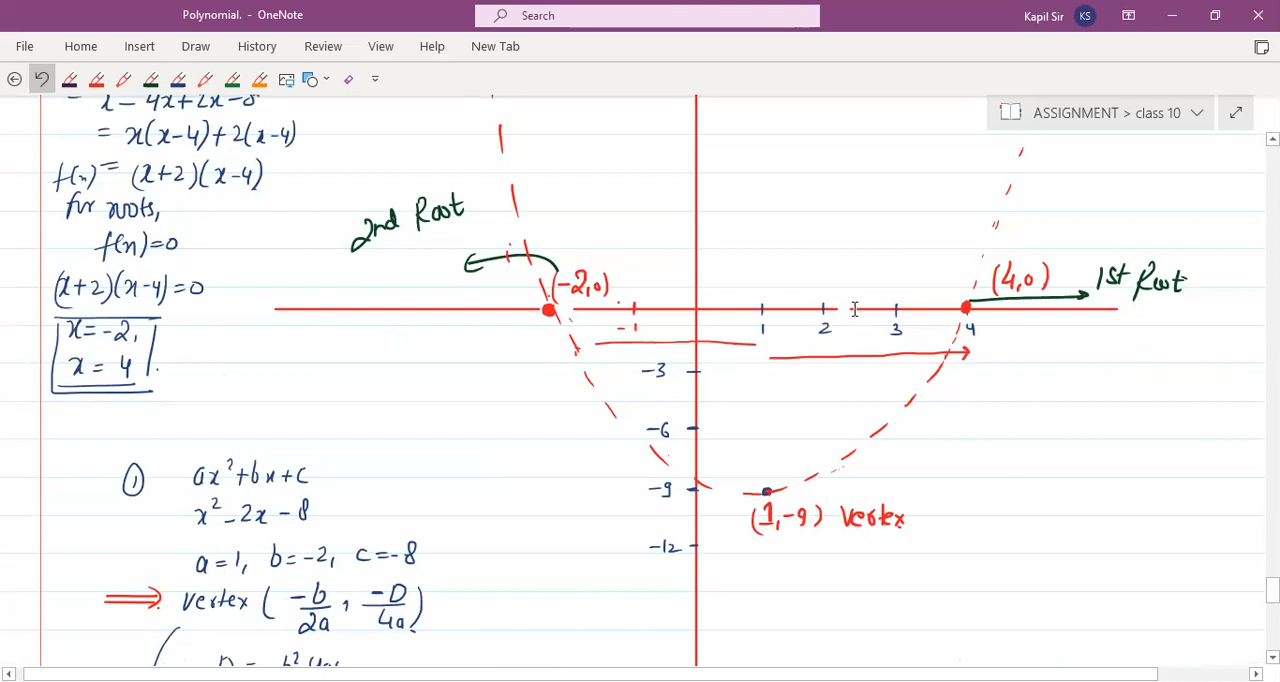 Polynomial. - OneNote
Search
Kapil Sir
KS
File Home Insert Draw History Review View Help New Tab
ASSIGNMENT > class 10
= x(x-4)+2(x-4)
f(x) = (x+2)(x-4)
for roots,
f(x)=0
(x+2)(x-4)=0
x=-2,
x= 4
2nd Root
(-2,0)
(4,0)
1st Root
-1 1 2 3 4
-3
-6
-9
-12
(1,-9) vertex
① ax²+bx+c
x²-2x-8
a=1, b=-2, c=-8
⟹ vertex (-b/2a, -D/4a)